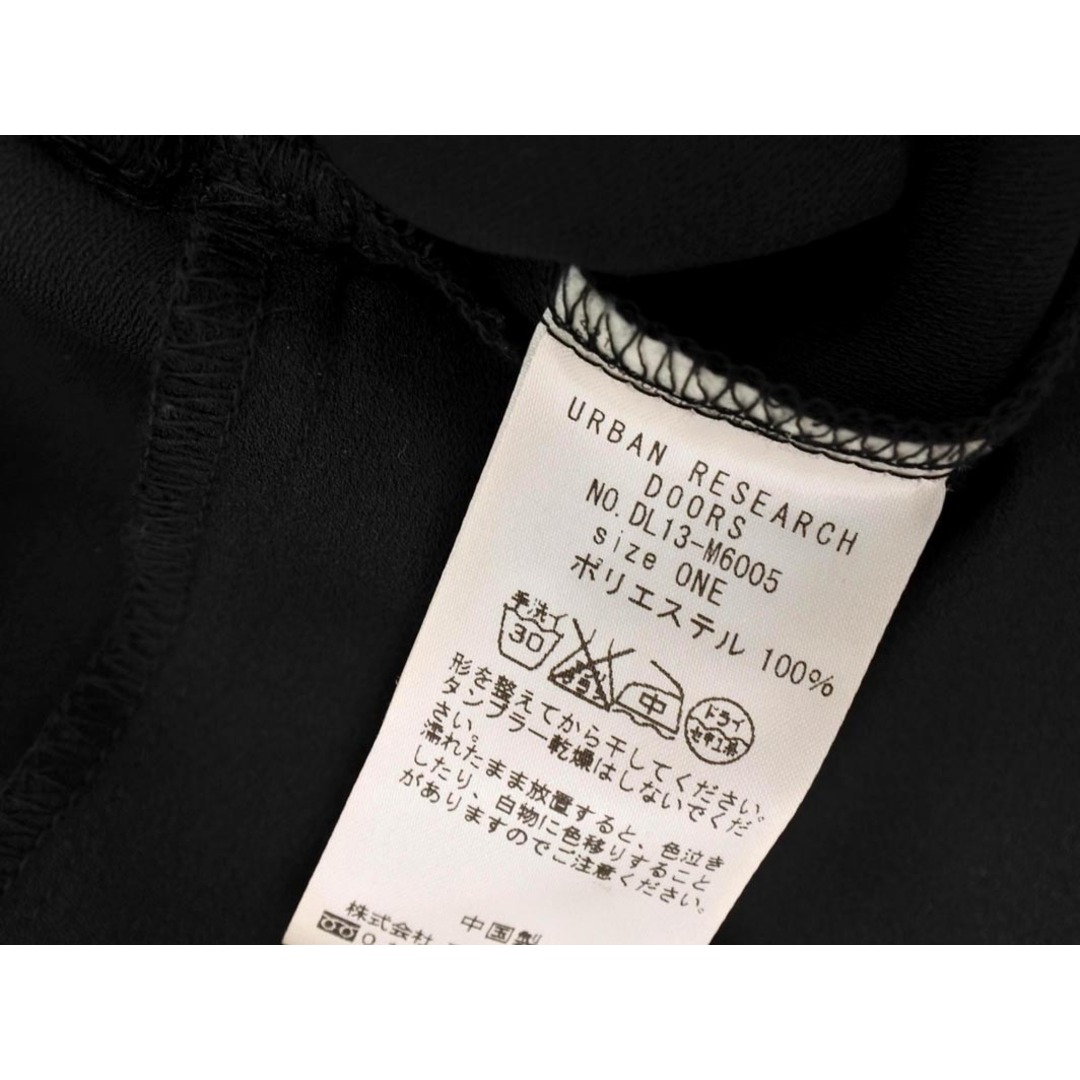 URBAN RESEARCH
DOORS
NO.DL13-M6005
size ONE
ポリエステル 100%
手洗イ
30
中
ドライ
セキユ系
形を整えてから干してください。
タンブラー乾燥はしないでくだ
さい。
濡れたまま放置すると、色泣き
したり、白物に色移りすること
がありますのでご注意ください。
中国製
株式会社